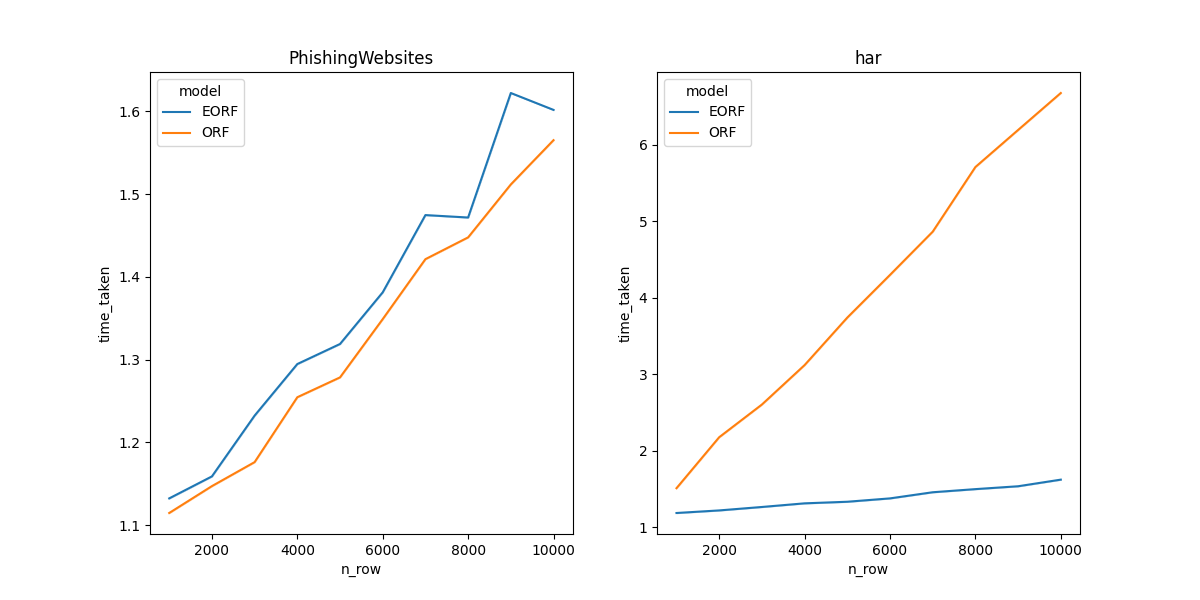 PhishingWebsites
model
EORF
ORF
1.6
1.5
1.4
1.3
1.2
1.1
time_taken
2000 4000 6000 8000 10000
n_row
har
model
EORF
ORF
6
5
4
3
2
1
time_taken
2000 4000 6000 8000 10000
n_row